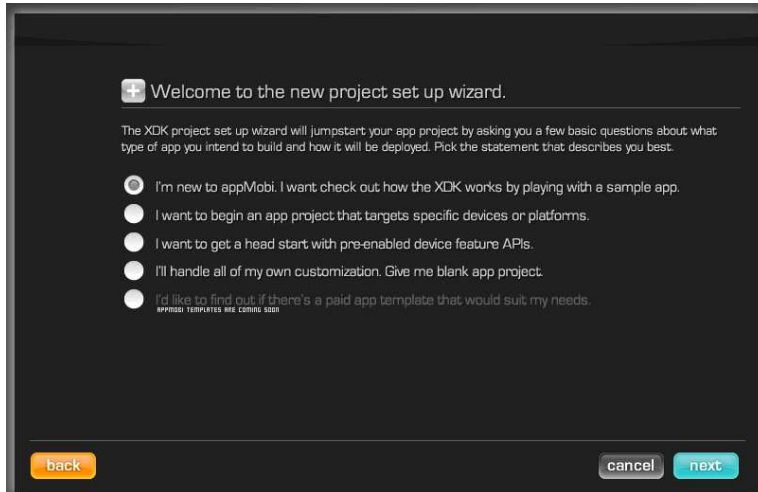 Welcome to the new project set up wizard.
The XDK project set up wizard will jumpstart your app project by asking you a few basic questions about what
type of app you intend to build and how it will be deployed. Pick the statement that describes you best.
I'm new to appMobi. I want check out how the XDK works by playing with a sample app.
I want to begin an app project that targets specific devices or platforms.
I want to get a head start with pre-enabled device feature APIs.
I'll handle all of my own customization. Give me blank app project.
I'd like to find out if there's a paid app template that would suit my needs.
APPMOBI TEMPLATES ARE COMING SOON
back
cancel
next